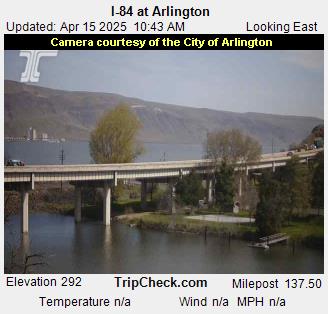 I-84 at Arlington
Updated: Apr 15 2025 10:43 AM Looking East
Camera courtesy of the City of Arlington
Elevation 292 TripCheck.com Milepost 137.50
Temperature n/a Wind n/a MPH n/a